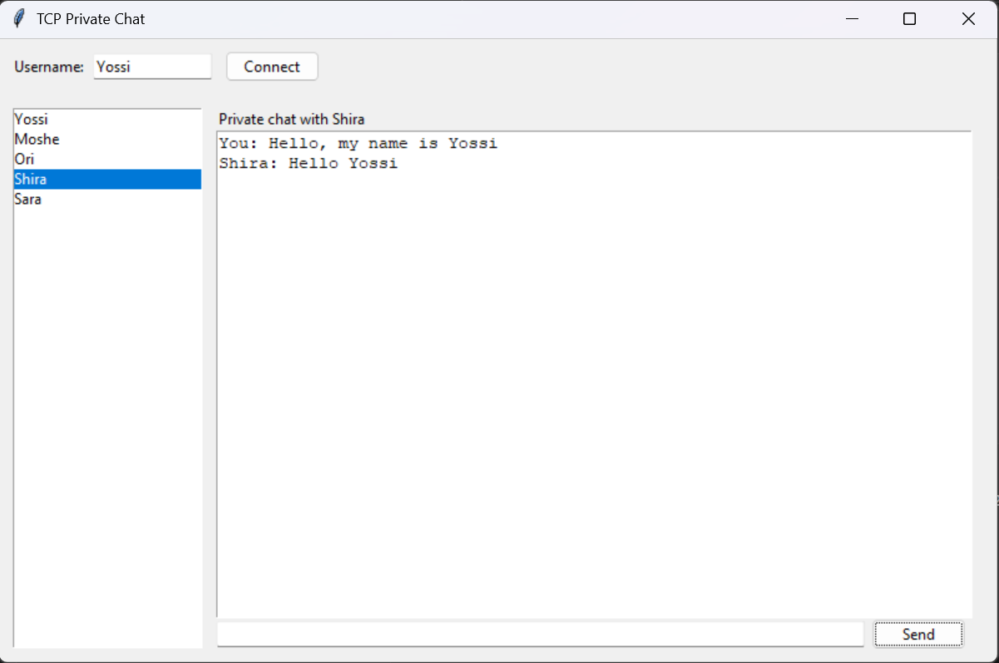 TCP Private Chat
Username: Yossi Connect
Yossi
Moshe
Ori
Shira
Sara
Private chat with Shira
You: Hello, my name is Yossi
Shira: Hello Yossi
Send